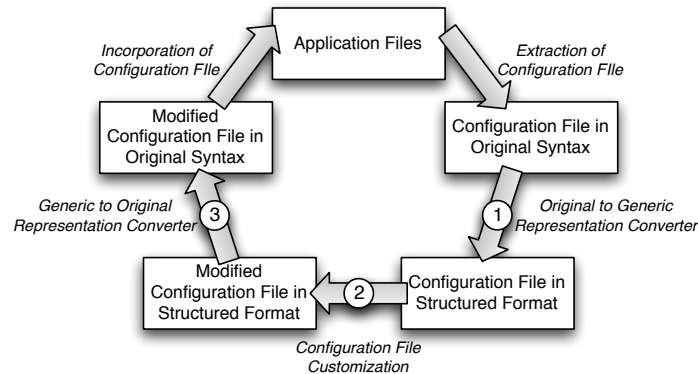 Application Files
Incorporation of
Configuration FIle
Extraction of
Configuration FIle
Modified
Configuration File in
Original Syntax
Configuration File in
Original Syntax
Generic to Original
Representation Converter
3
1
Original to Generic
Representation Converter
Modified
Configuration File in
Structured Format
2
Configuration File in
Structured Format
Configuration File
Customization